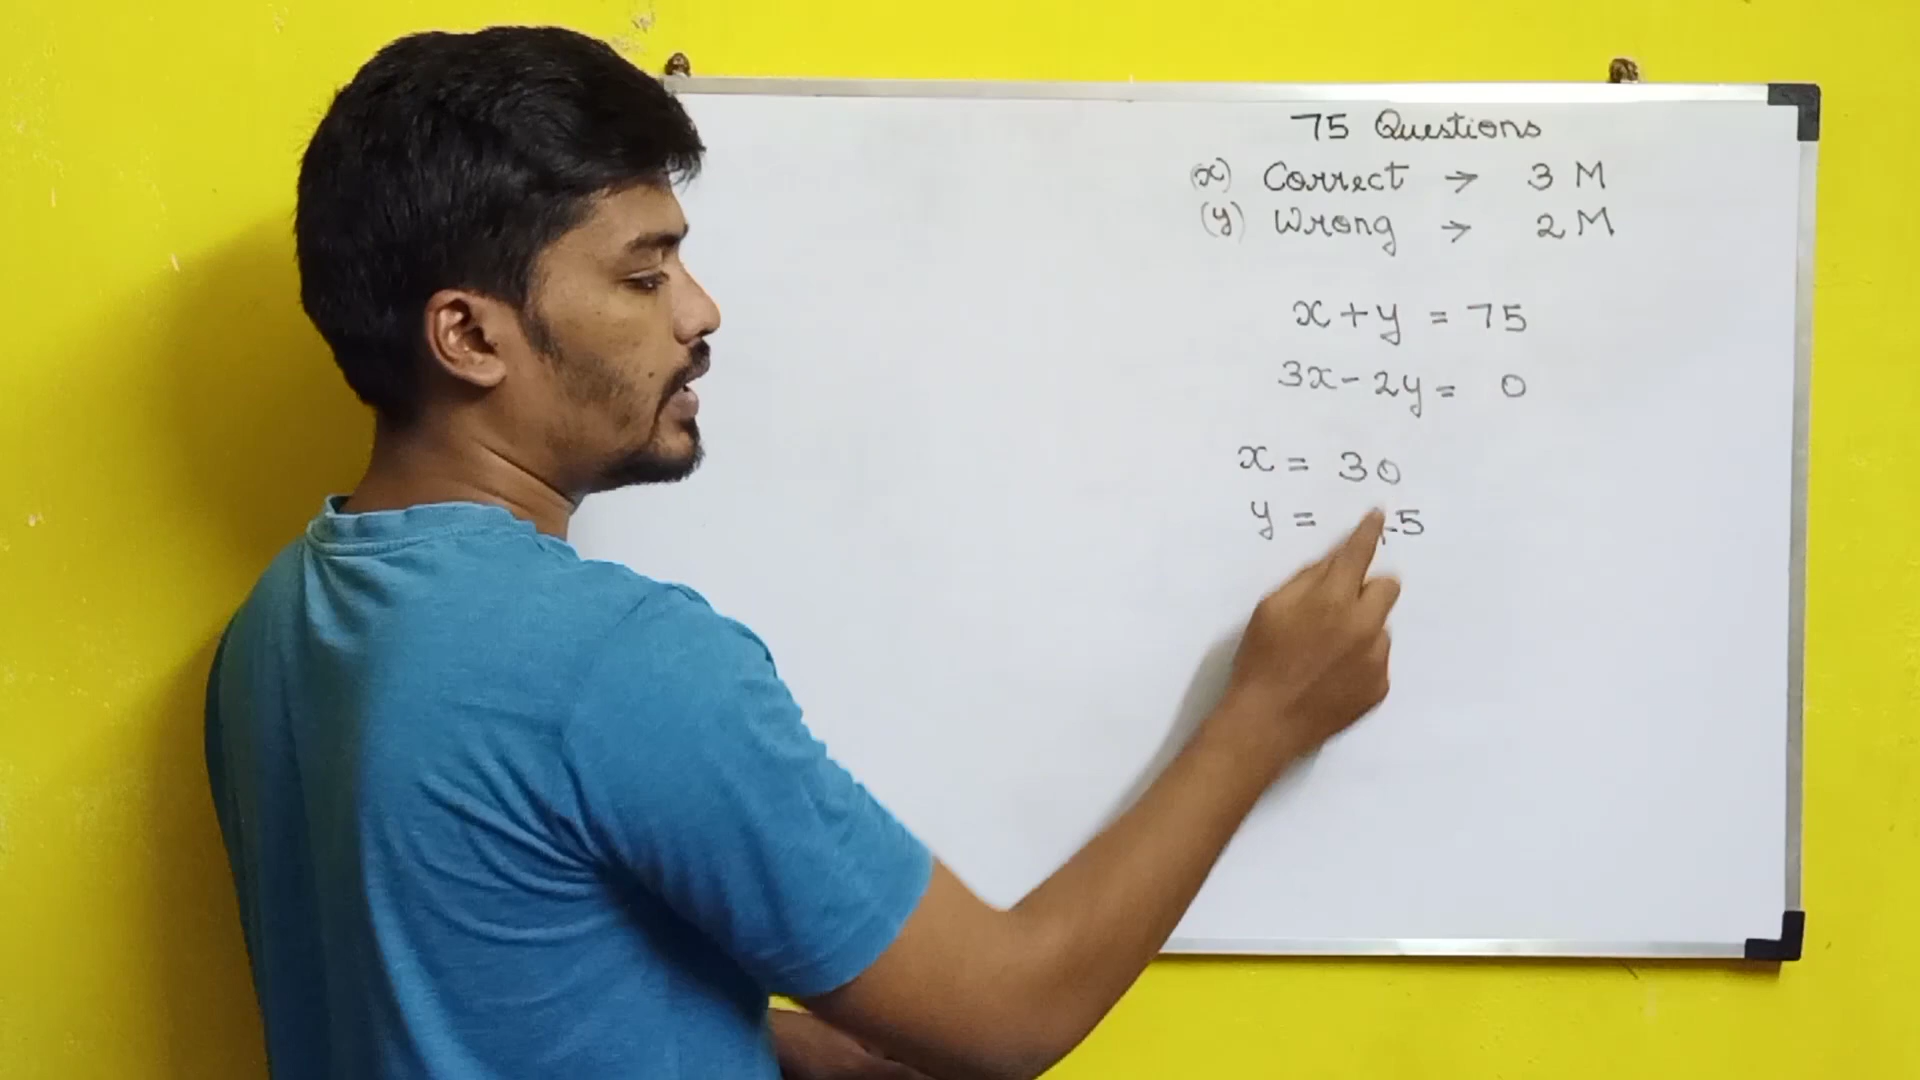 75 Questions
(x) Correct → 3 M
(y) Wrong → 2 M
x + y = 75
3x - 2y = 0
x = 30
y = 45